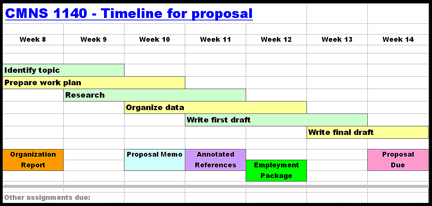 CMNS 1140 - Timeline for proposal
Week 8 Week 9 Week 10 Week 11 Week 12 Week 13 Week 14
Identify topic
Prepare work plan
Research
Organize data
Write first draft
Write final draft
Organization Report
Proposal Memo
Annotated References
Employment Package
Proposal Due
Other assignments due: